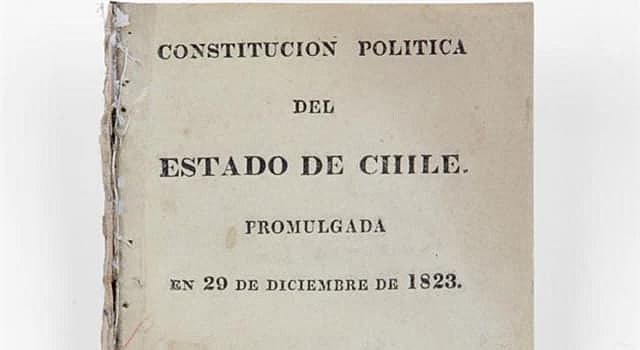 CONSTITUCION POLITICA
DEL
ESTADO DE CHILE.
PROMULGADA
EN 29 DE DICIEMBRE DE 1823.